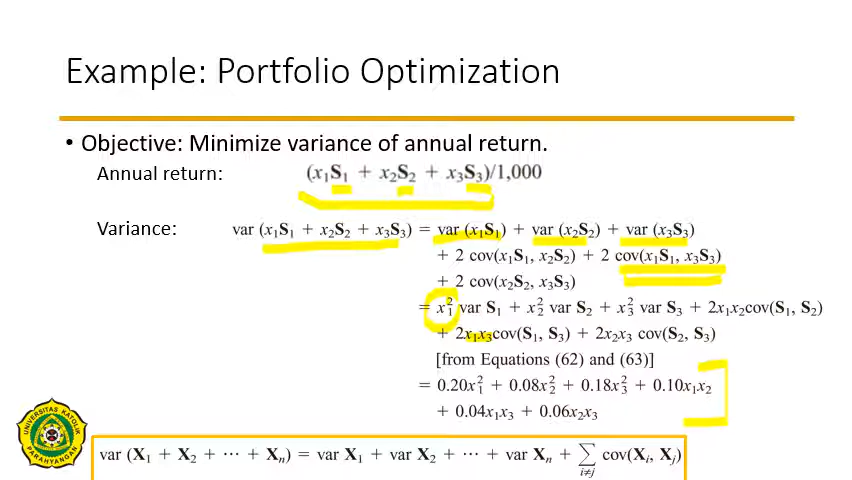 Example: Portfolio Optimization
• Objective: Minimize variance of annual return.
Annual return: (x₁S₁ + x₂S₂ + x₃S₃)/1,000
Variance: var (x₁S₁ + x₂S₂ + x₃S₃) = var (x₁S₁) + var (x₂S₂) + var (x₃S₃)
+ 2 cov(x₁S₁, x₂S₂) + 2 cov(x₁S₁, x₃S₃)
+ 2 cov(x₂S₂, x₃S₃)
= x₁² var S₁ + x₂² var S₂ + x₃² var S₃ + 2x₁x₂cov(S₁, S₂)
+ 2x₁x₃cov(S₁, S₃) + 2x₂x₃ cov(S₂, S₃)
[from Equations (62) and (63)]
= 0.20x₁² + 0.08x₂² + 0.18x₃² + 0.10x₁x₂
+ 0.04x₁x₃ + 0.06x₂x₃
UNIVERSITAS KATOLIK
PARAHYANGAN
var (X₁ + X₂ + ⋯ + Xₙ) = var X₁ + var X₂ + ⋯ + var Xₙ + ∑ cov(Xᵢ, Xⱼ)
i≠j